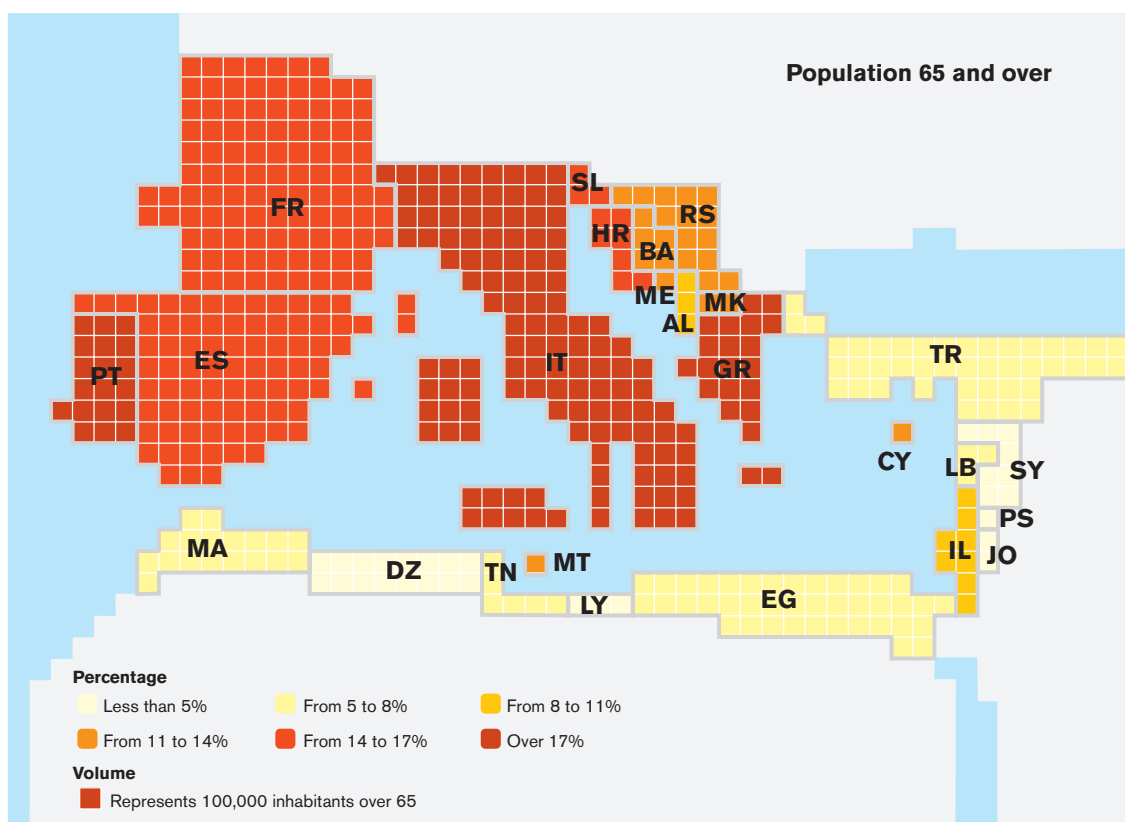 Population 65 and over
SL
FR
RS
HR
BA
ME
MK
AL
TR
ES
IT
GR
PT
CY
LB
SY
PS
MA
IL
JO
DZ
TN
MT
EG
LY
Percentage
Less than 5%
From 5 to 8%
From 8 to 11%
From 11 to 14%
From 14 to 17%
Over 17%
Volume
Represents 100,000 inhabitants over 65